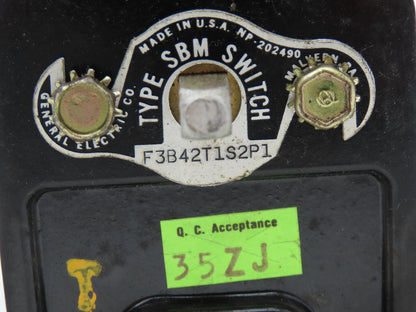 MADE IN U.S.A. NP-202490
MALVERN PA.
GENERAL ELECTRIC CO.
TYPE SBM SWITCH
F3B42T1S2P1
Q. C. Acceptance
35ZJ